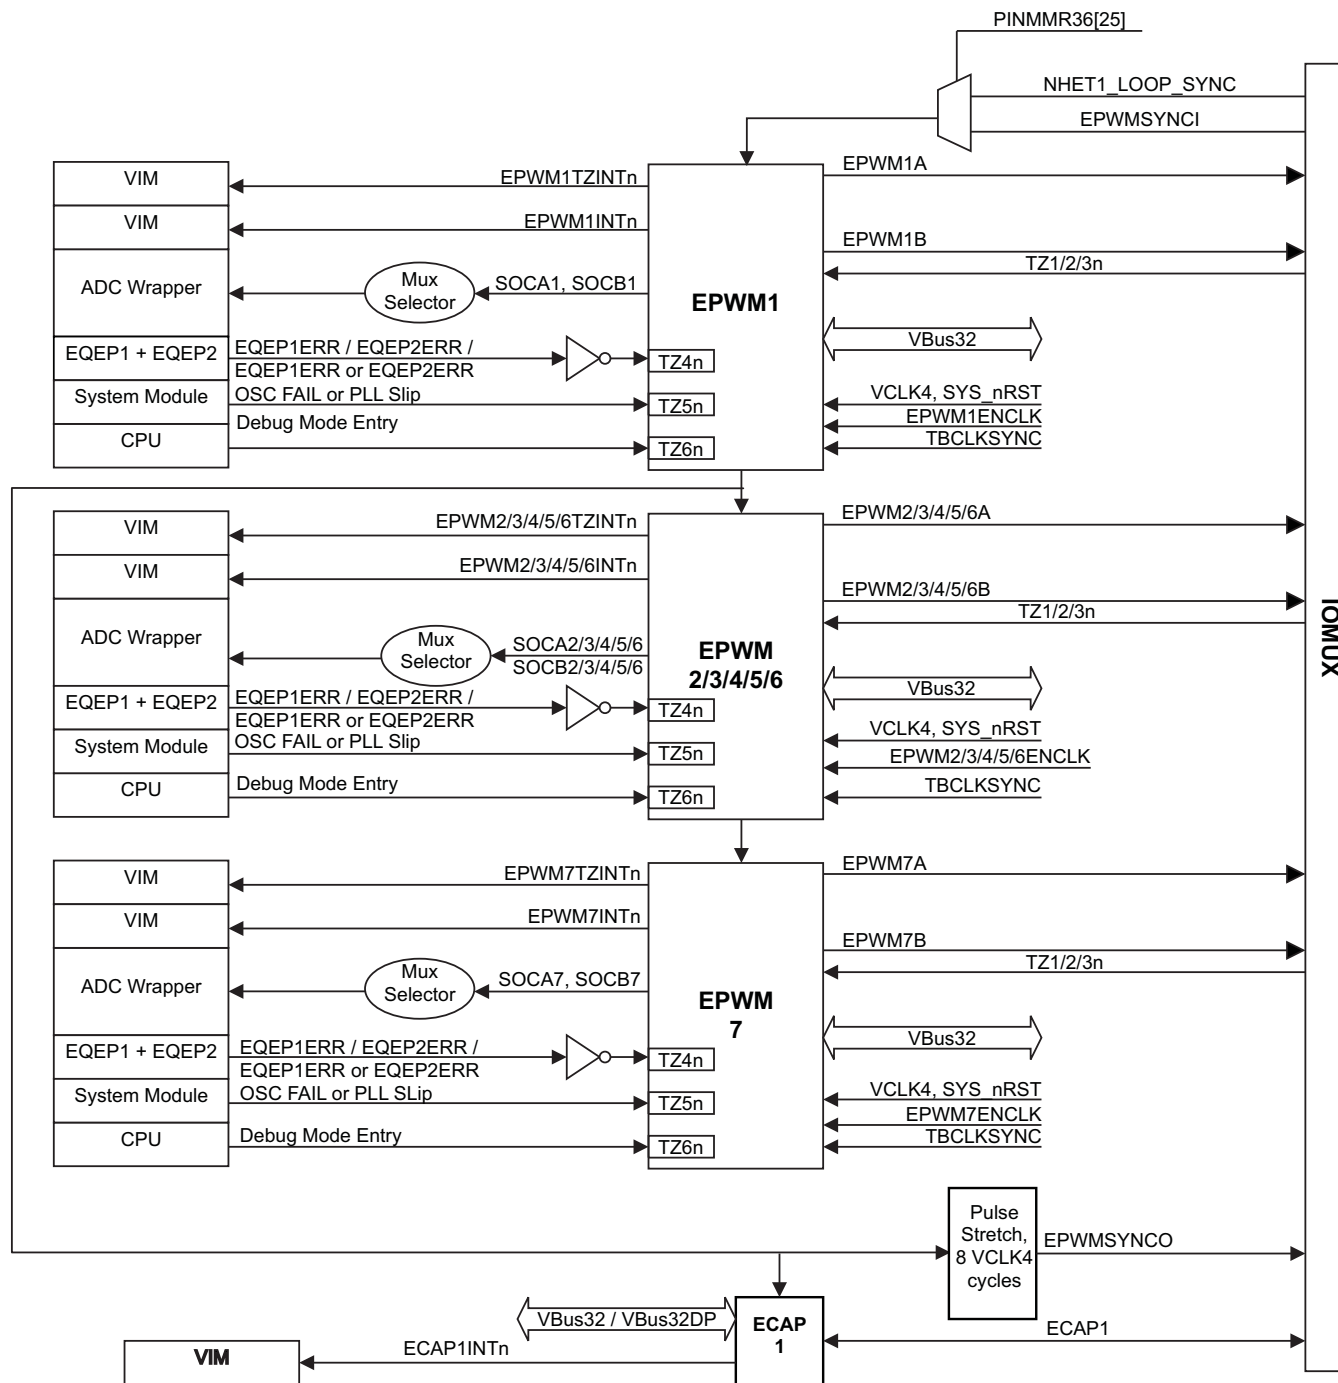 PINMMR36[25]
NHET1_LOOP_SYNC
EPWMSYNCI
VIM
EPWM1TZINTn
EPWM1A
VIM
EPWM1INTn
EPWM1B
TZ1/2/3n
ADC Wrapper
Mux
Selector
SOCA1, SOCB1
EPWM1
VBus32
EQEP1 + EQEP2
EQEP1ERR / EQEP2ERR /
EQEP1ERR or EQEP2ERR
TZ4n
System Module
OSC FAIL or PLL Slip
TZ5n
VCLK4, SYS_nRST
EPWM1ENCLK
CPU
Debug Mode Entry
TZ6n
TBCLKSYNC
VIM
EPWM2/3/4/5/6TZINTn
EPWM2/3/4/5/6A
VIM
EPWM2/3/4/5/6INTn
EPWM2/3/4/5/6B
TZ1/2/3n
IOMUX
ADC Wrapper
Mux
Selector
SOCA2/3/4/5/6
SOCB2/3/4/5/6
EPWM
2/3/4/5/6
VBus32
EQEP1 + EQEP2
EQEP1ERR / EQEP2ERR /
EQEP1ERR or EQEP2ERR
TZ4n
System Module
OSC FAIL or PLL Slip
TZ5n
VCLK4, SYS_nRST
EPWM2/3/4/5/6ENCLK
CPU
Debug Mode Entry
TZ6n
TBCLKSYNC
VIM
EPWM7TZINTn
EPWM7A
VIM
EPWM7INTn
EPWM7B
TZ1/2/3n
ADC Wrapper
Mux
Selector
SOCA7, SOCB7
EPWM
7
VBus32
EQEP1 + EQEP2
EQEP1ERR / EQEP2ERR /
EQEP1ERR or EQEP2ERR
TZ4n
System Module
OSC FAIL or PLL SLip
TZ5n
VCLK4, SYS_nRST
EPWM7ENCLK
CPU
Debug Mode Entry
TZ6n
TBCLKSYNC
Pulse
Stretch,
8 VCLK4
cycles
EPWMSYNCO
VBus32 / VBus32DP
ECAP
1
ECAP1
VIM
ECAP1INTn